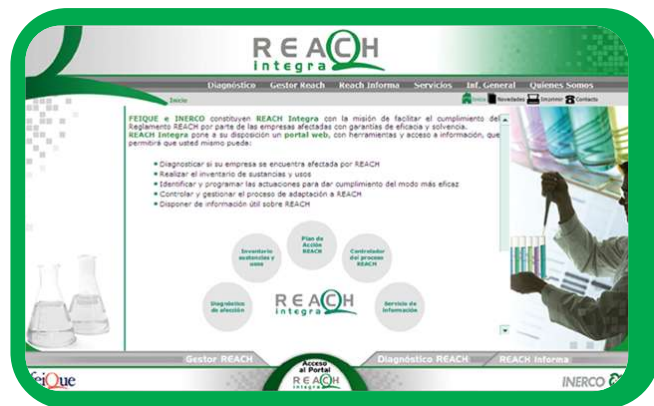 REACH
integra
Diagnóstico Gestor Reach Reach Informa Servicios Inf. General Quienes Somos
Inicio
Inicio Novedades Imprimir Contacto
FEIQUE e INERCO constituyen REACH Integra con la misión de facilitar el cumplimiento del
Reglamento REACH por parte de las empresas afectadas con garantías de eficacia y solvencia.
REACH Integra pone a su disposición un portal web, con herramientas y acceso a información, que
permitirá que usted mismo pueda:
Diagnosticar si su empresa se encuentra afectada por REACH
Realizar el inventario de sustancias y usos
Identificar y programar las actuaciones para dar cumplimiento del modo más eficaz
Controlar y gestionar el proceso de adaptación a REACH
Disponer de información útil sobre REACH
Plan de
Acción
REACH
Inventario
sustancias y
usos
Controlador
del proceso
REACH
Diagnóstico
de afección
REACH
integra
Servicio de
Información
Gestor REACH
Acceso
al Portal
REACH
Diagnóstico REACH
REACH Informa
feiQue
INERCO